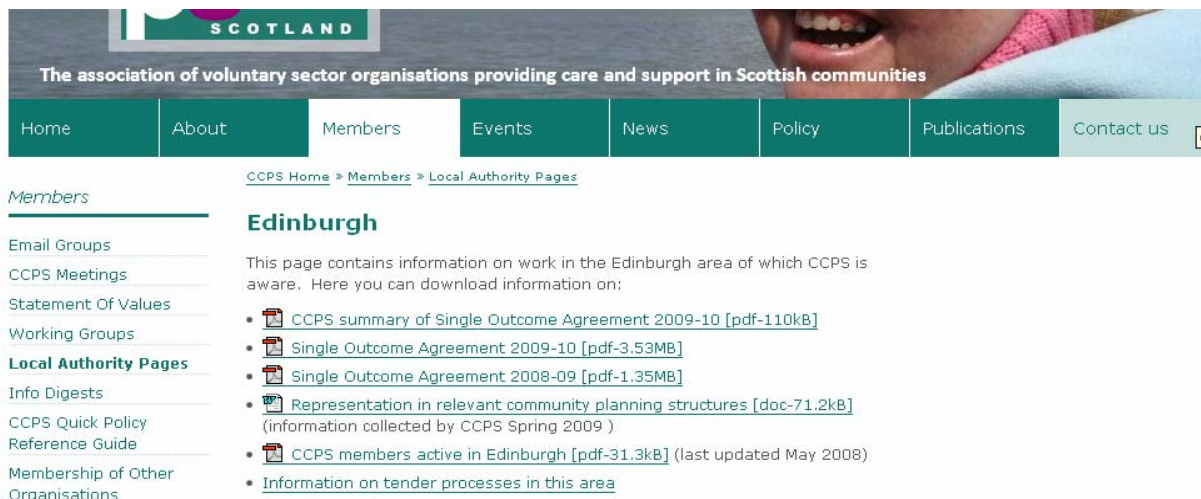 SCOTLAND
The association of voluntary sector organisations providing care and support in Scottish communities
Home About Members Events News Policy Publications Contact us
CCPS Home » Members » Local Authority Pages
Members
Email Groups
CCPS Meetings
Statement Of Values
Working Groups
Local Authority Pages
Info Digests
CCPS Quick Policy
Reference Guide
Membership of Other
Organisations
Edinburgh
This page contains information on work in the Edinburgh area of which CCPS is
aware. Here you can download information on:
• CCPS summary of Single Outcome Agreement 2009-10 [pdf-110kB]
• Single Outcome Agreement 2009-10 [pdf-3.53MB]
• Single Outcome Agreement 2008-09 [pdf-1.35MB]
• Representation in relevant community planning structures [doc-71.2kB]
(information collected by CCPS Spring 2009 )
• CCPS members active in Edinburgh [pdf-31.3kB] (last updated May 2008)
• Information on tender processes in this area